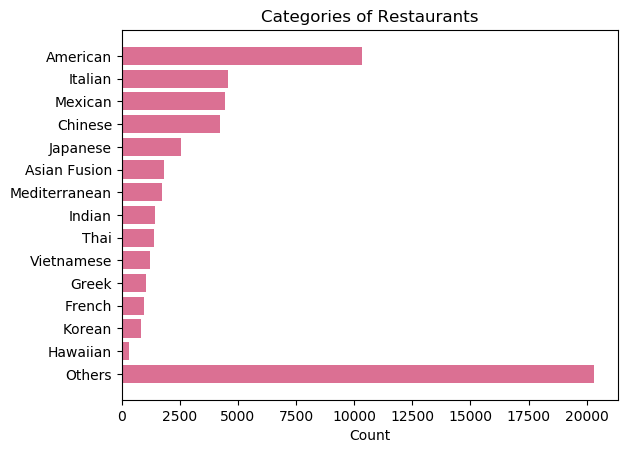 Categories of Restaurants
American
Italian
Mexican
Chinese
Japanese
Asian Fusion
Mediterranean
Indian
Thai
Vietnamese
Greek
French
Korean
Hawaiian
Others
0 2500 5000 7500 10000 12500 15000 17500 20000
Count